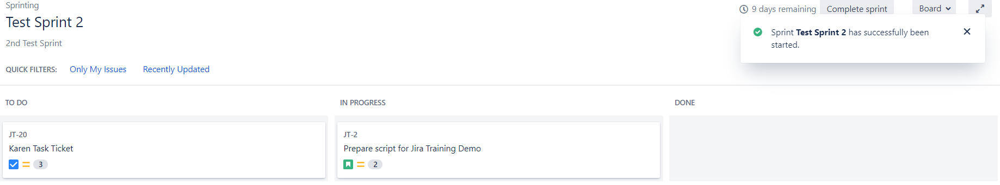 Sprinting
9 days remaining
Complete sprint
Board
Test Sprint 2
Sprint Test Sprint 2 has successfully been
started.
2nd Test Sprint
QUICK FILTERS: Only My Issues Recently Updated
TO DO
IN PROGRESS
DONE
JT-20
Karen Task Ticket
3
JT-2
Prepare script for Jira Training Demo
2